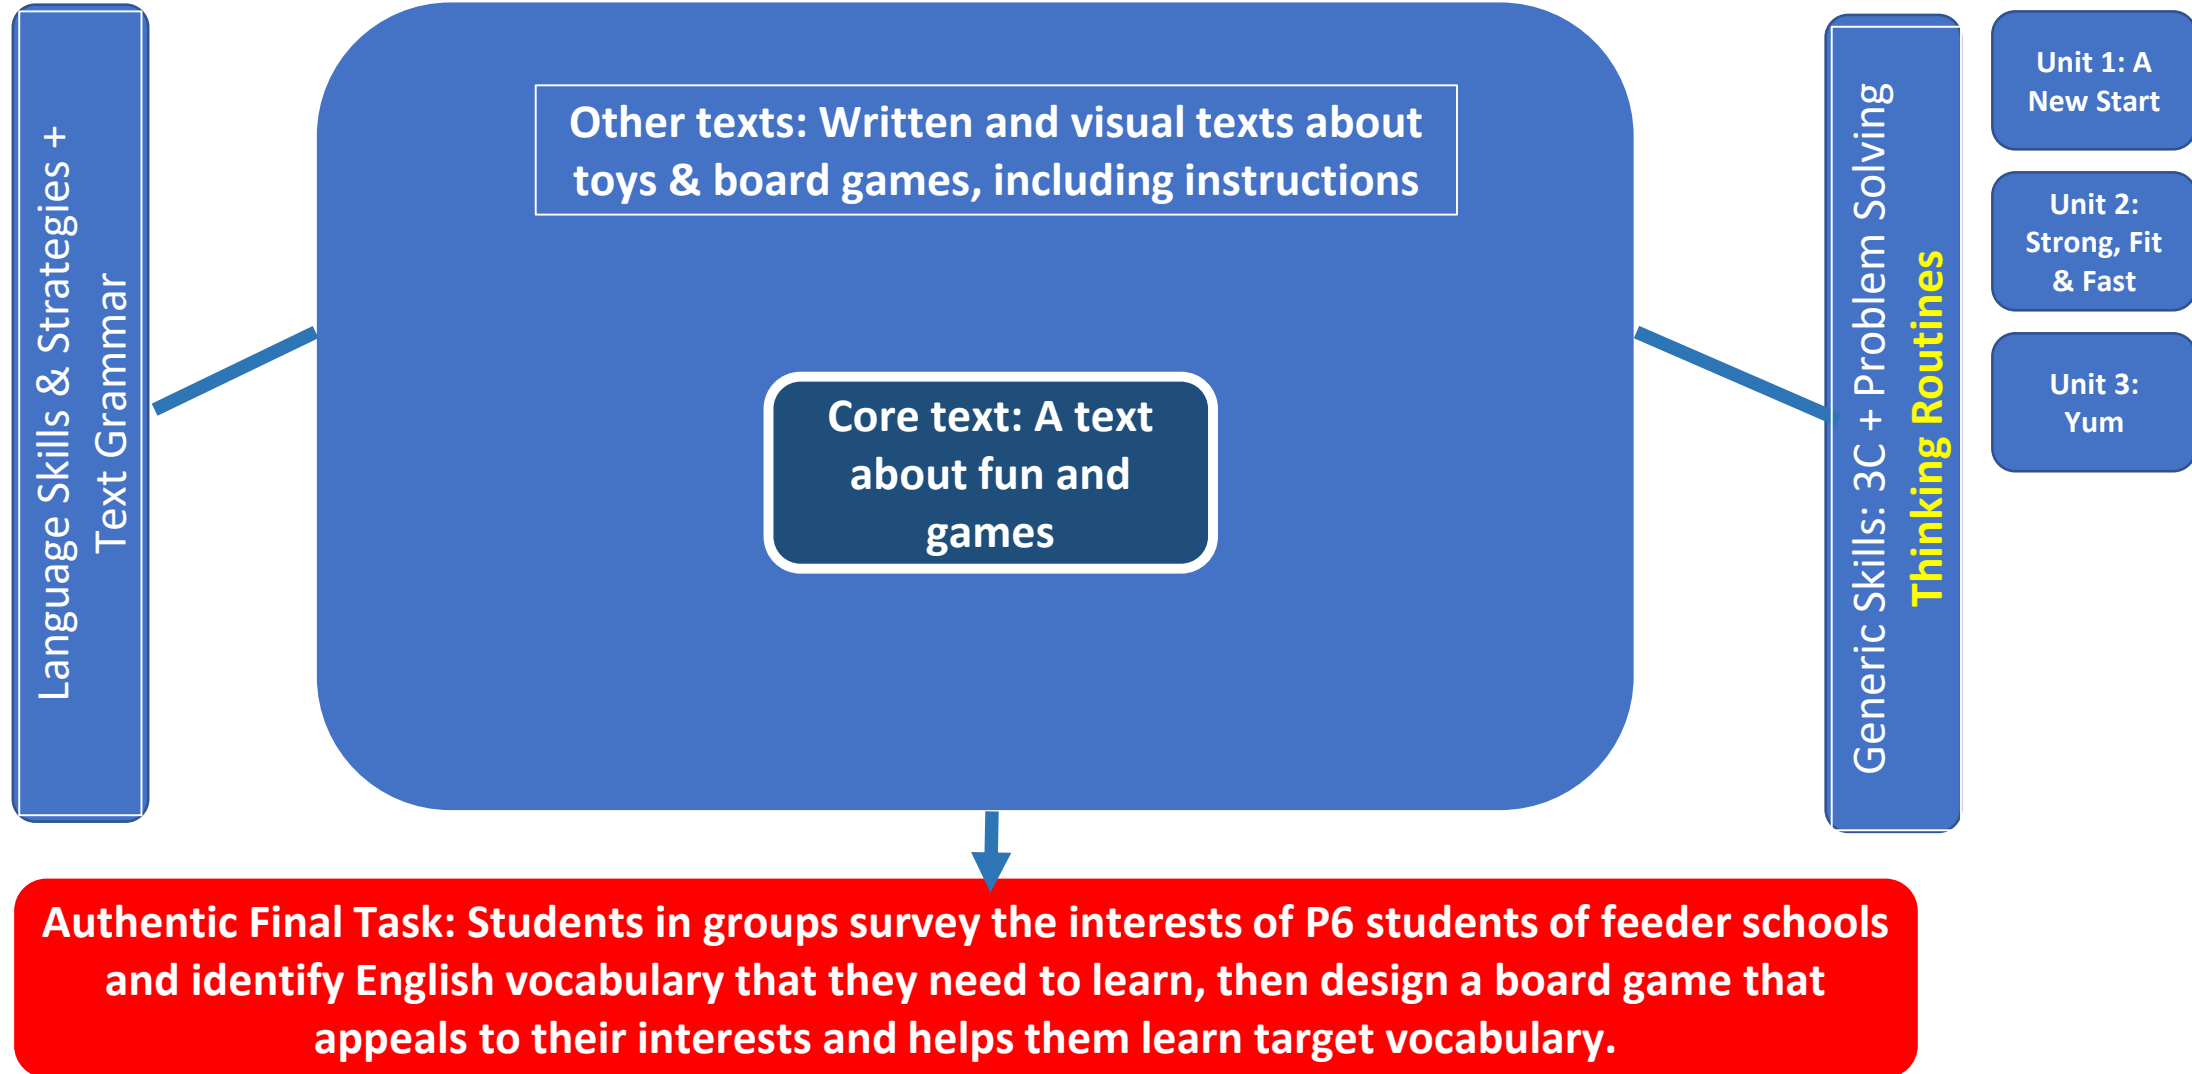 Language Skills & Strategies +
Text Grammar
Other texts: Written and visual texts about
toys & board games, including instructions
Core text: A text
about fun and
games
Generic Skills: 3C + Problem Solving
Thinking Routines
Unit 1: A
New Start
Unit 2:
Strong, Fit
& Fast
Unit 3:
Yum
Authentic Final Task: Students in groups survey the interests of P6 students of feeder schools
and identify English vocabulary that they need to learn, then design a board game that
appeals to their interests and helps them learn target vocabulary.